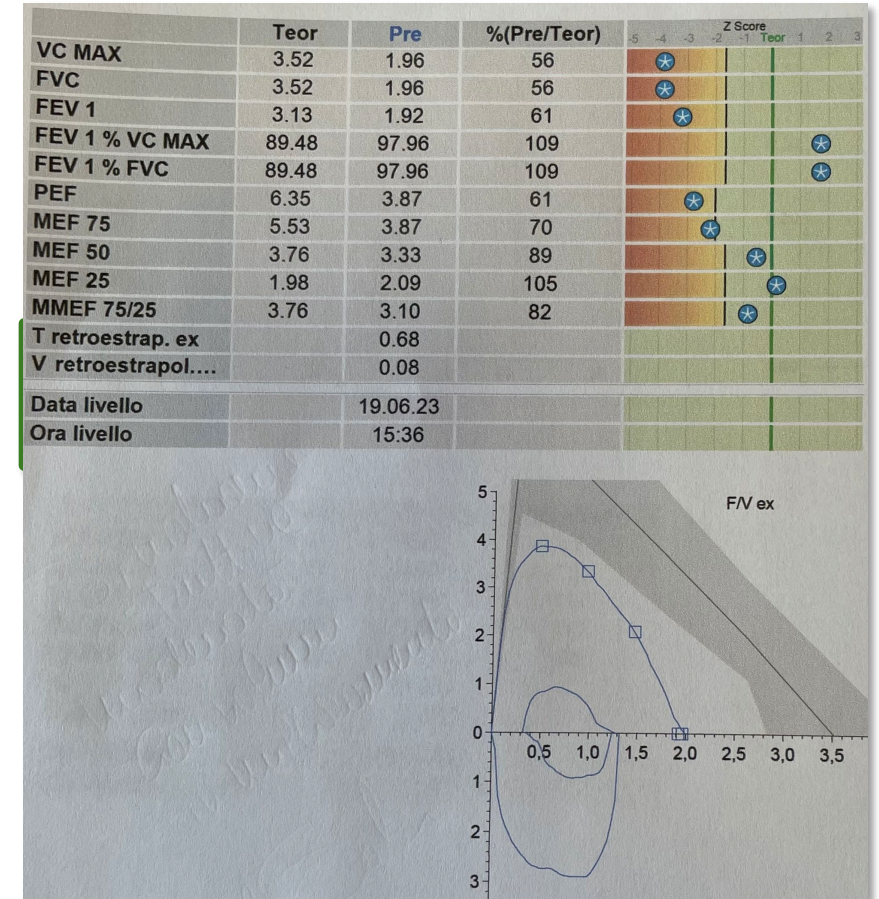 Teor Pre %(Pre/Teor) Z Score
-5 -4 -3 -2 -1 Teor 1 2 3
VC MAX 3.52 1.96 56
FVC 3.52 1.96 56
FEV 1 3.13 1.92 61
FEV 1 % VC MAX 89.48 97.96 109
FEV 1 % FVC 89.48 97.96 109
PEF 6.35 3.87 61
MEF 75 5.53 3.87 70
MEF 50 3.76 3.33 89
MEF 25 1.98 2.09 105
MMEF 75/25 3.76 3.10 82
T retroestrap. ex 0.68
V retroestrapol.... 0.08
Data livello 19.06.23
Ora livello 15:36
F/V ex
5
4
3
2
1
0
0,5 1,0 1,5 2,0 2,5 3,0 3,5
1
2
3